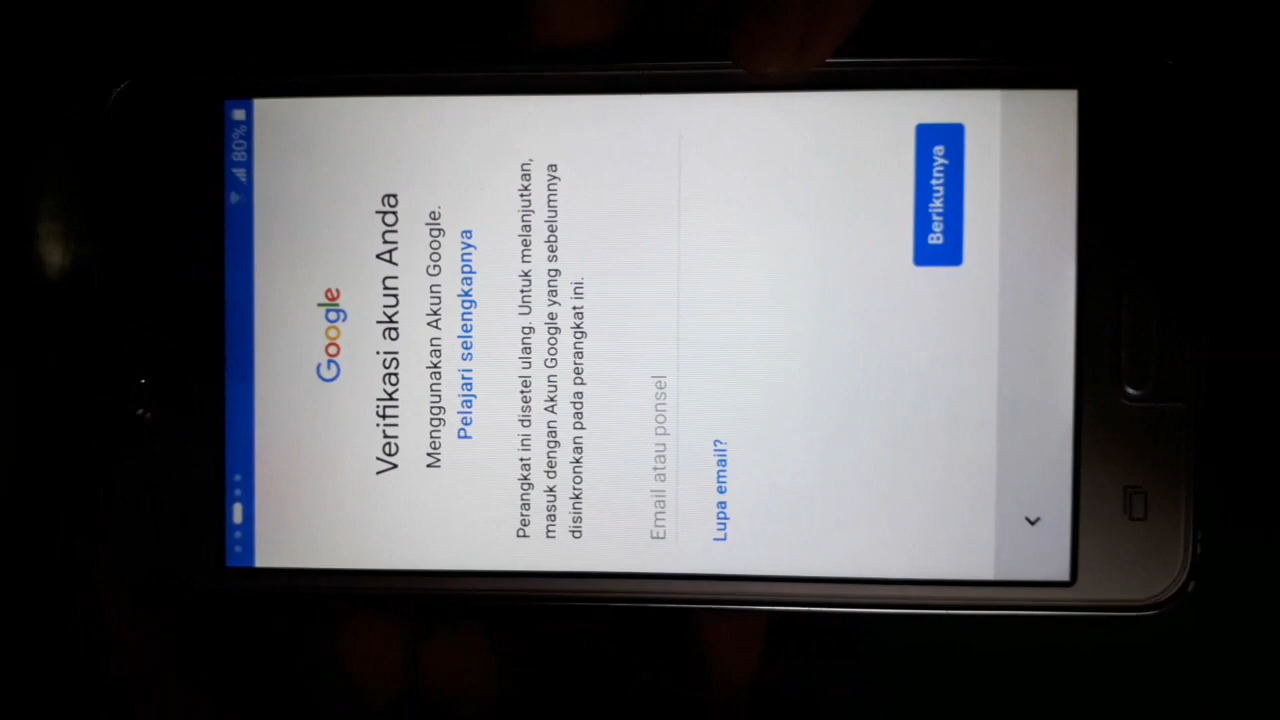 80%
Google
Verifikasi akun Anda
Menggunakan Akun Google.
Pelajari selengkapnya
Perangkat ini disetel ulang. Untuk melanjutkan,
masuk dengan Akun Google yang sebelumnya
disinkronkan pada perangkat ini.
Email atau ponsel
Lupa email?
Berikutnya